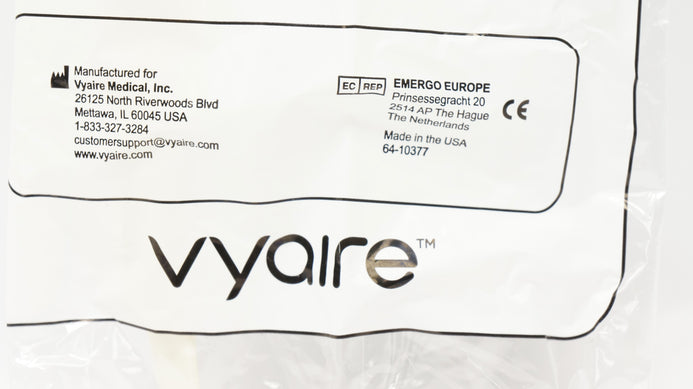 Manufactured for
Vyaire Medical, Inc.
26125 North Riverwoods Blvd
Mettawa, IL 60045 USA
1-833-327-3284
customersupport@vyaire.com
www.vyaire.com
EC REP
EMERGO EUROPE
Prinsessegracht 20
2514 AP The Hague
The Netherlands
CE
Made in the USA
64-10377
vyaire™